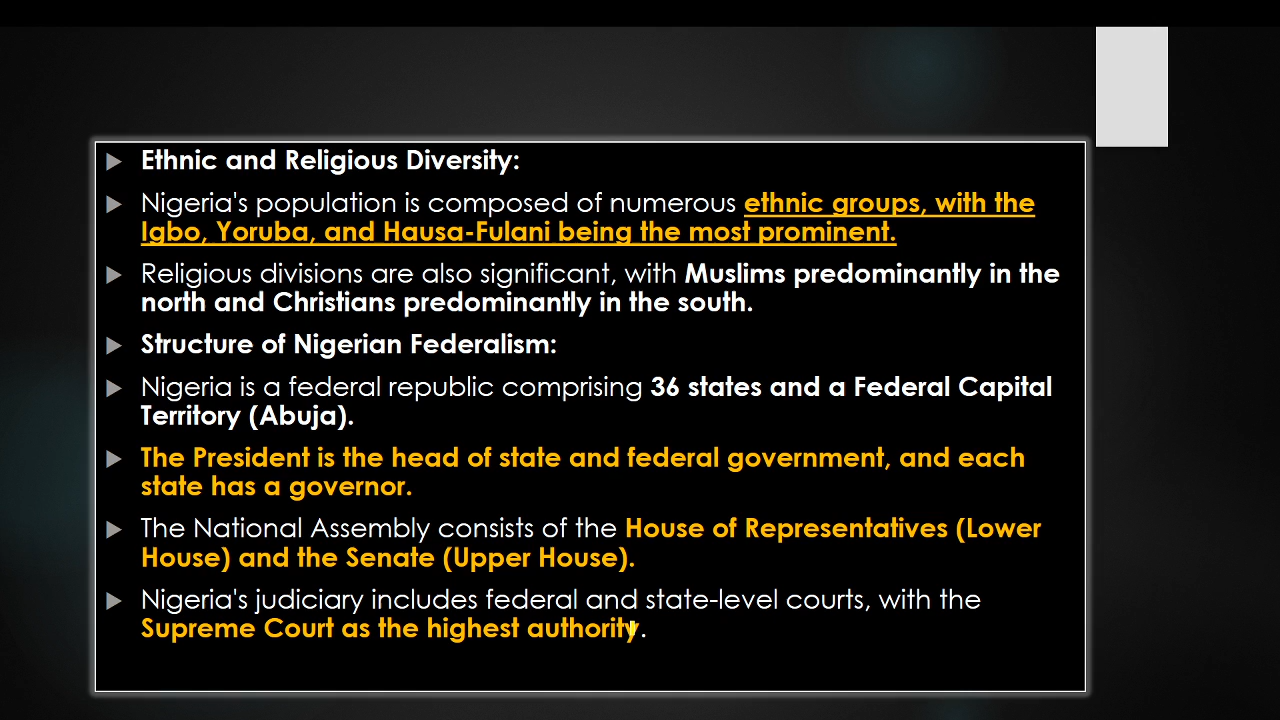 Ethnic and Religious Diversity:
Nigeria's population is composed of numerous ethnic groups, with the
Igbo, Yoruba, and Hausa-Fulani being the most prominent.
Religious divisions are also significant, with Muslims predominantly in the
north and Christians predominantly in the south.
Structure of Nigerian Federalism:
Nigeria is a federal republic comprising 36 states and a Federal Capital
Territory (Abuja).
The President is the head of state and federal government, and each
state has a governor.
The National Assembly consists of the House of Representatives (Lower
House) and the Senate (Upper House).
Nigeria's judiciary includes federal and state-level courts, with the
Supreme Court as the highest authority.